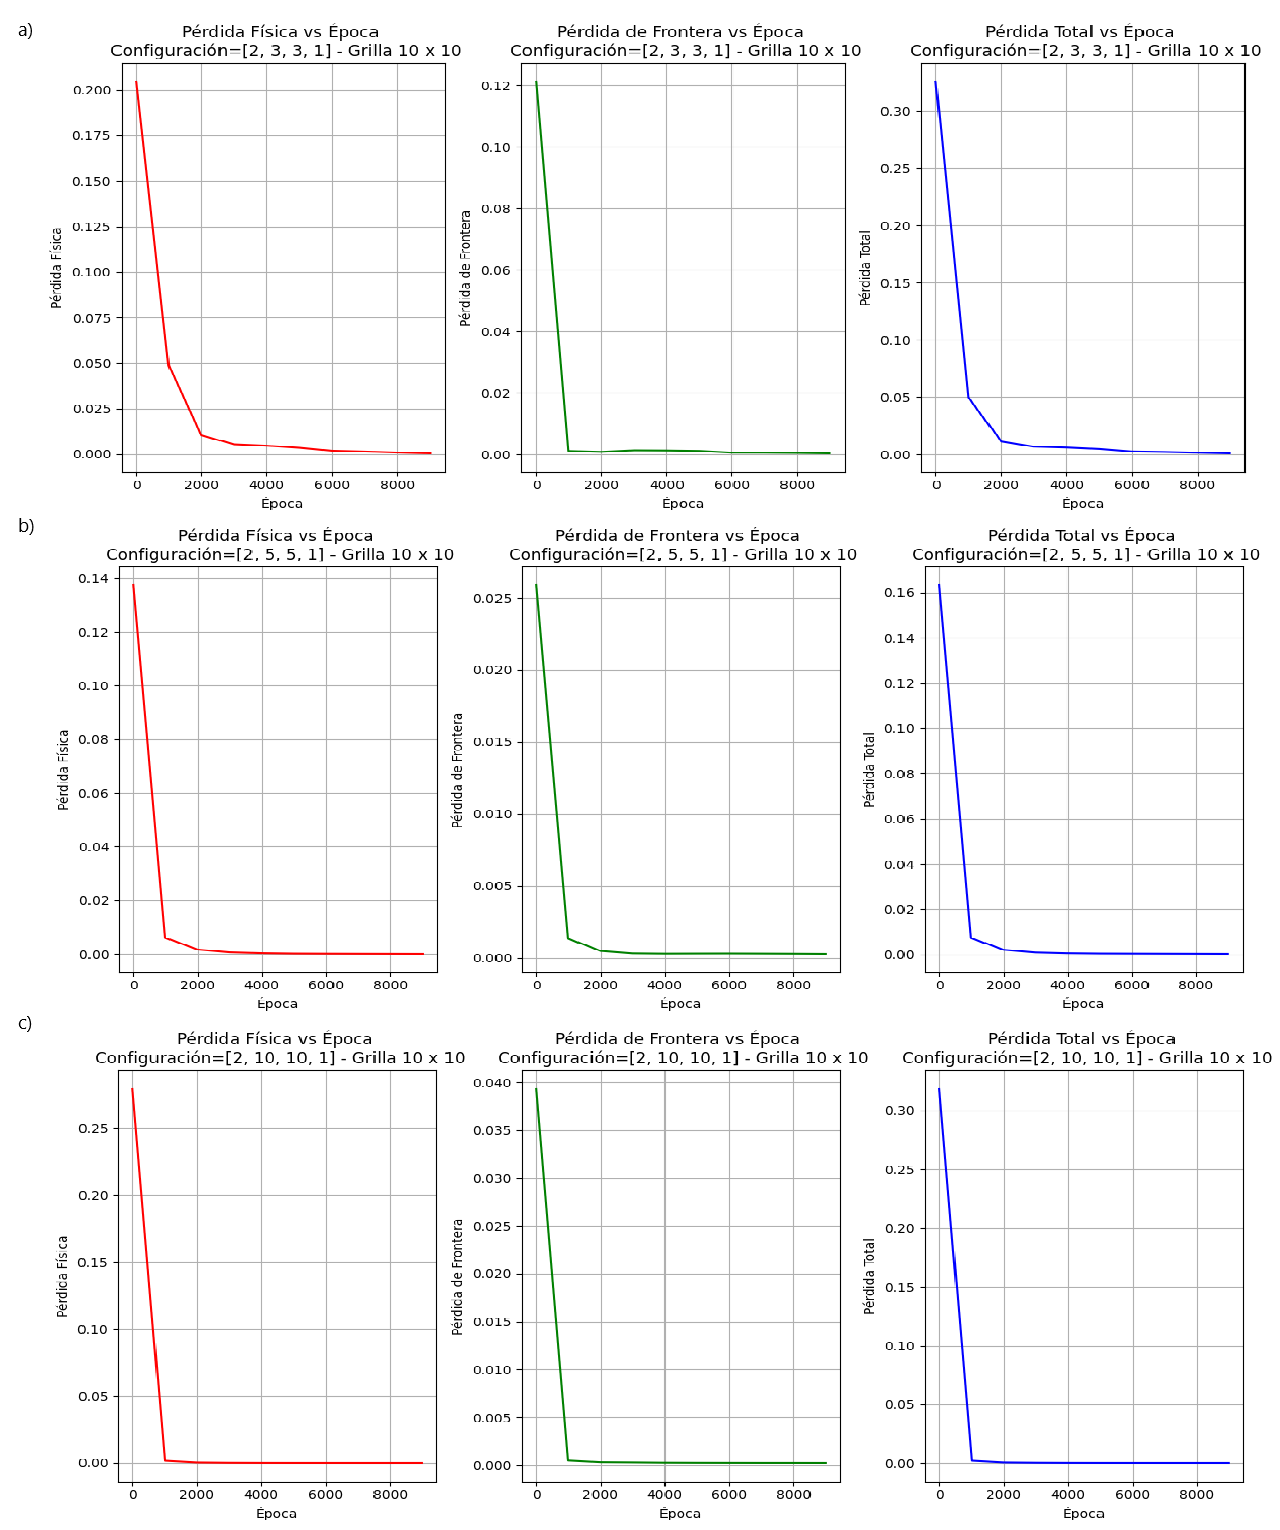 a)
Pérdida Física vs Época
Configuración=[2, 3, 3, 1] - Grilla 10 x 10
0.200
0.175
0.150
0.125
0.100
0.075
0.050
0.025
0.000
Pérdida Física
0 2000 4000 6000 8000
Época
Pérdida de Frontera vs Época
Configuración=[2, 3, 3, 1] - Grilla 10 x 10
0.12
0.10
0.08
0.06
0.04
0.02
0.00
Pérdida de Frontera
0 2000 4000 6000 8000
Época
Pérdida Total vs Época
Configuración=[2, 3, 3, 1] - Grilla 10 x 10
0.30
0.25
0.20
0.15
0.10
0.05
0.00
Pérdida Total
0 2000 4000 6000 8000
Época
b)
Pérdida Física vs Época
Configuración=[2, 5, 5, 1] - Grilla 10 x 10
0.14
0.12
0.10
0.08
0.06
0.04
0.02
0.00
Pérdida Física
0 2000 4000 6000 8000
Época
Pérdida de Frontera vs Época
Configuración=[2, 5, 5, 1] - Grilla 10 x 10
0.025
0.020
0.015
0.010
0.005
0.000
Pérdida de Frontera
0 2000 4000 6000 8000
Época
Pérdida Total vs Época
Configuración=[2, 5, 5, 1] - Grilla 10 x 10
0.16
0.14
0.12
0.10
0.08
0.06
0.04
0.02
0.00
Pérdida Total
0 2000 4000 6000 8000
Época
c)
Pérdida Física vs Época
Configuración=[2, 10, 10, 1] - Grilla 10 x 10
0.25
0.20
0.15
0.10
0.05
0.00
Pérdida Física
0 2000 4000 6000 8000
Época
Pérdida de Frontera vs Época
Configuración=[2, 10, 10, 1] - Grilla 10 x 10
0.040
0.035
0.030
0.025
0.020
0.015
0.010
0.005
0.000
Pérdida de Frontera
0 2000 4000 6000 8000
Época
Pérdida Total vs Época
Configuración=[2, 10, 10, 1] - Grilla 10 x 10
0.30
0.25
0.20
0.15
0.10
0.05
0.00
Pérdida Total
0 2000 4000 6000 8000
Época